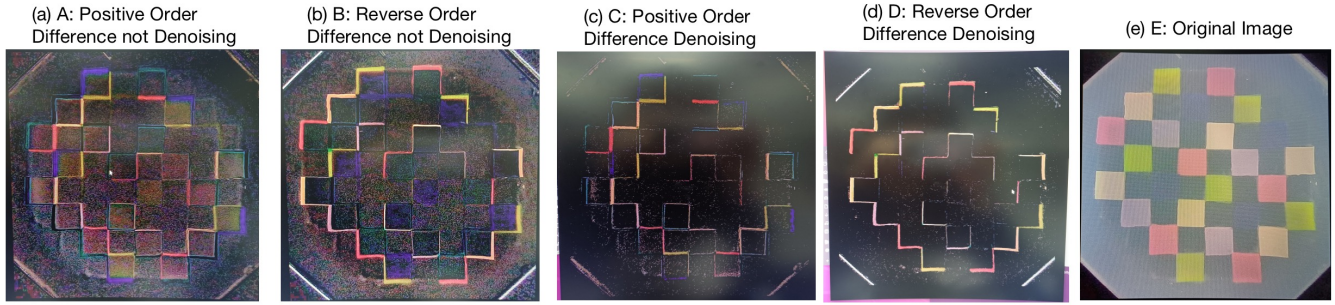 (a) A: Positive Order
Difference not Denoising
(b) B: Reverse Order
Difference not Denoising
(c) C: Positive Order
Difference Denoising
(d) D: Reverse Order
Difference Denoising
(e) E: Original Image